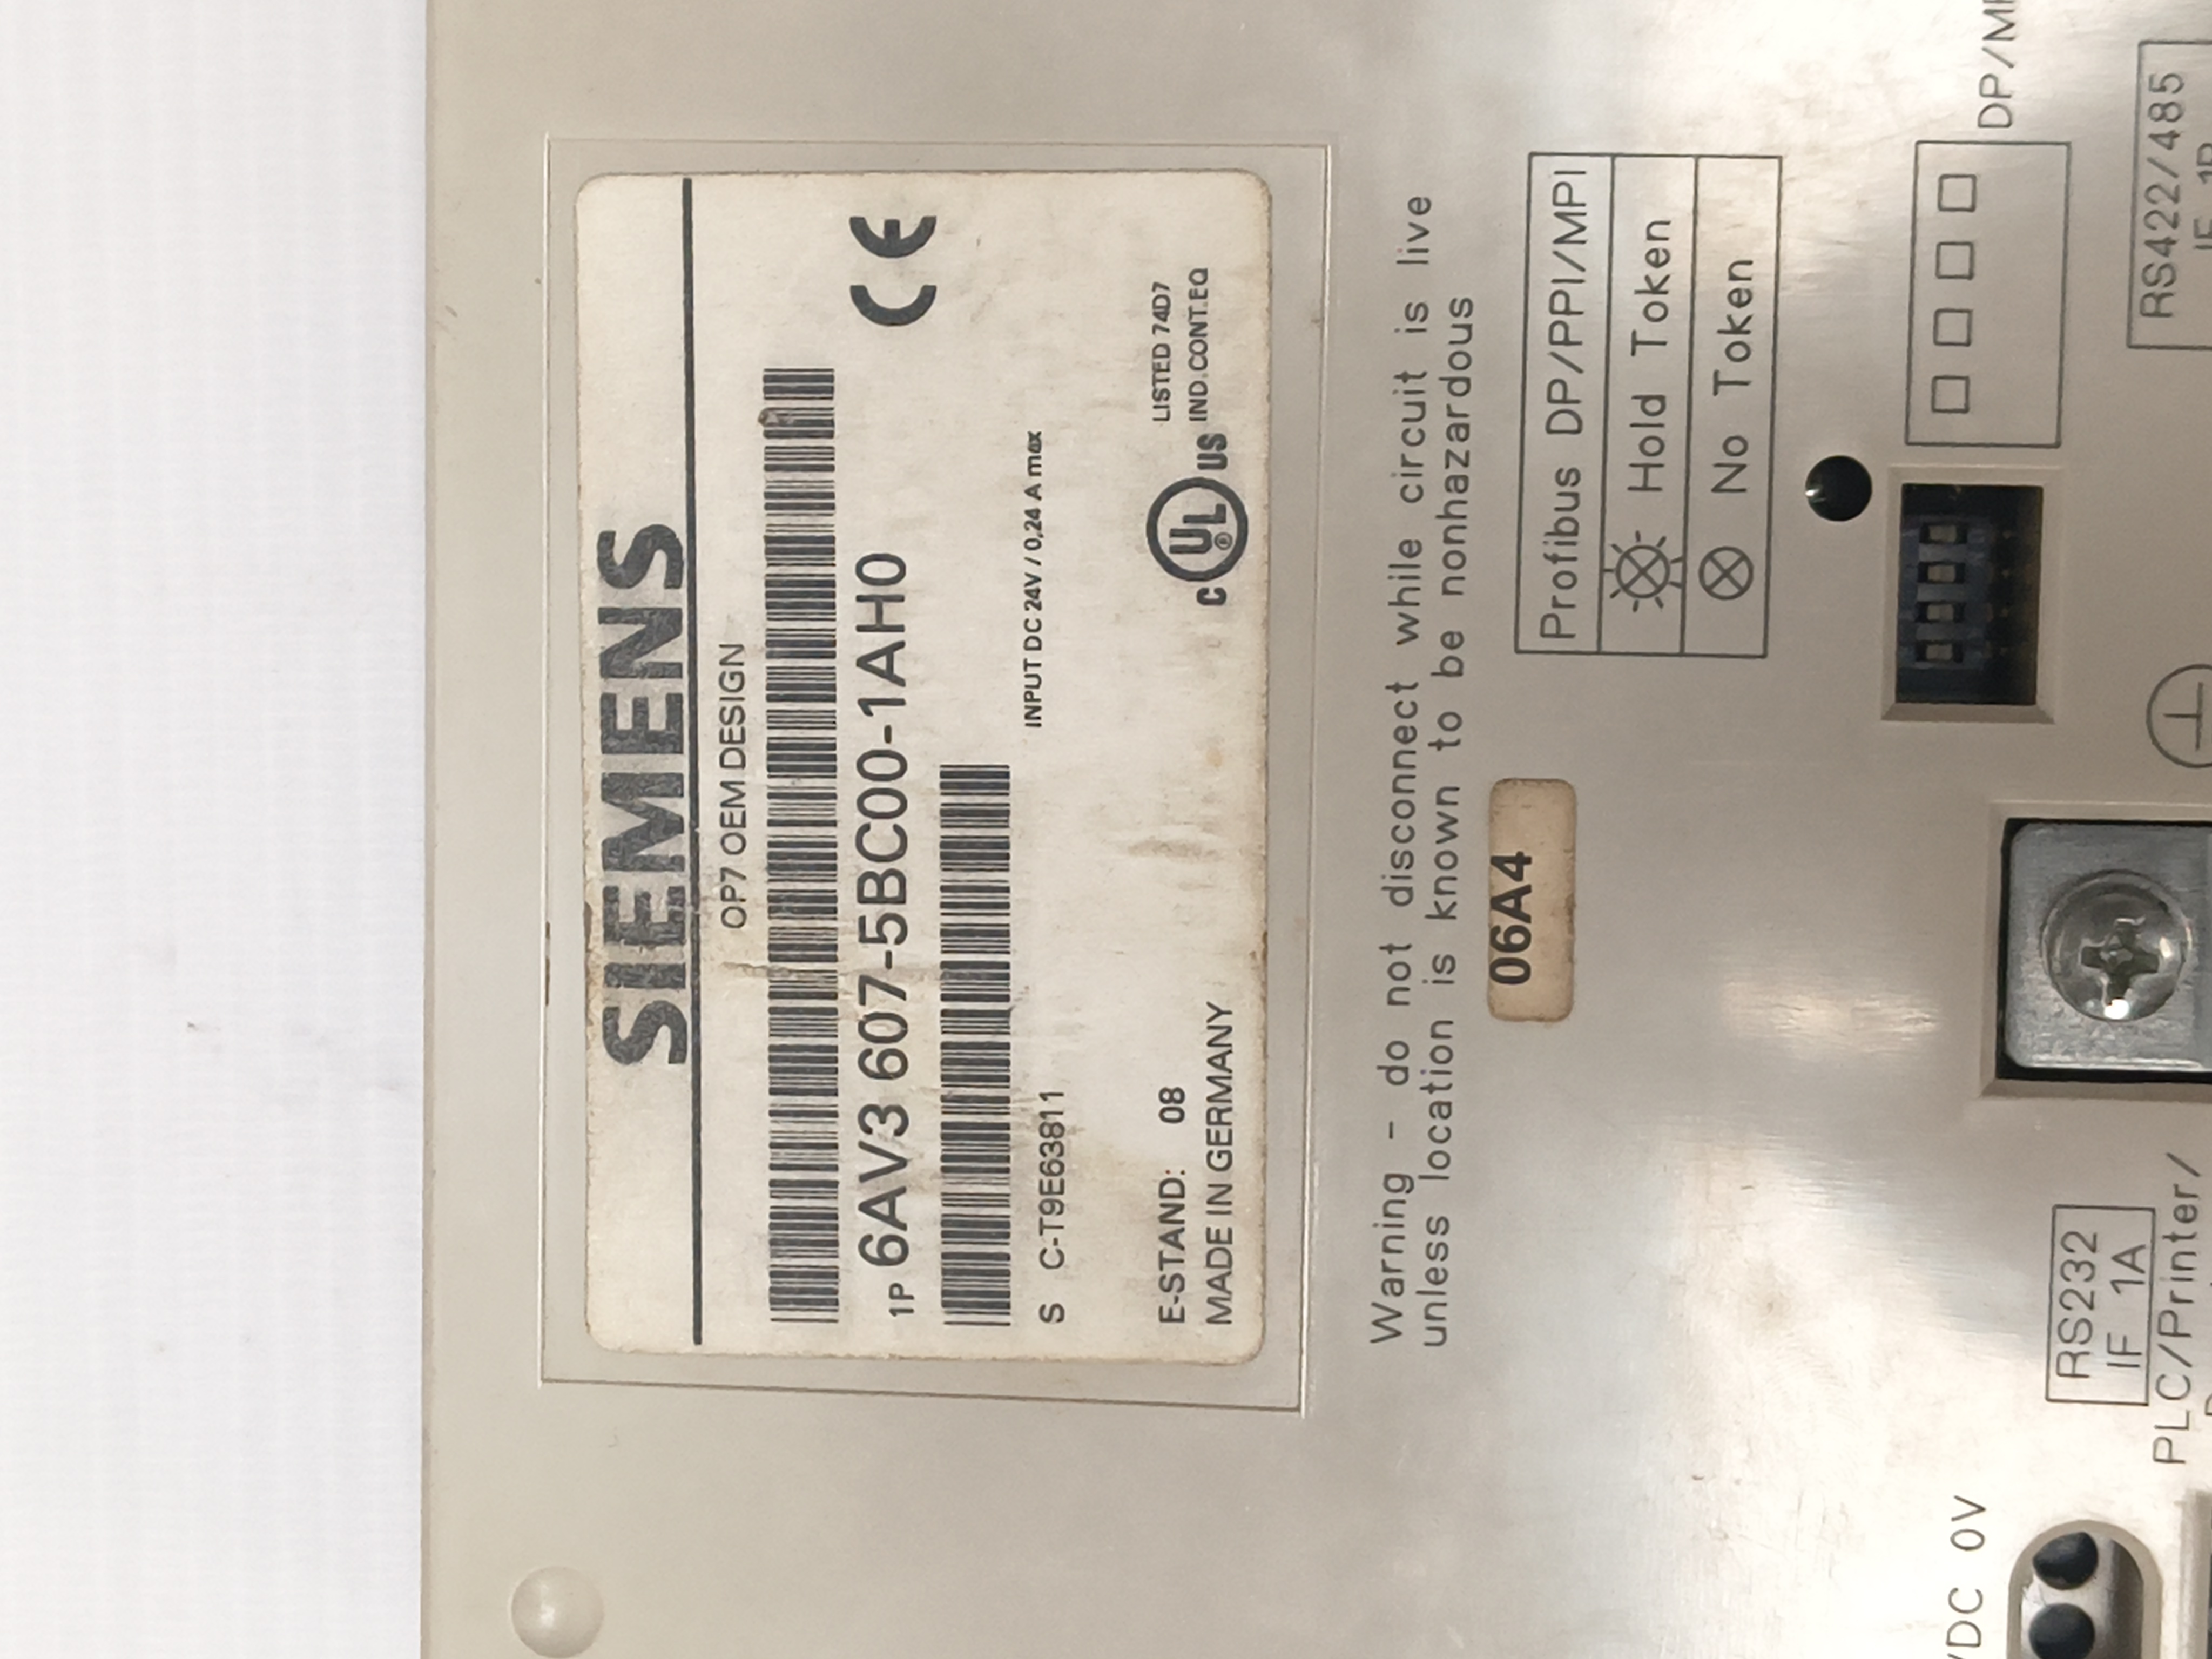 SIEMENS
OP7 OEM DESIGN
1P 6AV3 607-5BC00-1AH0
S C-T9E63811
INPUT DC 24V / 0,24 A max
E-STAND: 08
MADE IN GERMANY
C UL ® US
LISTED 74D7
IND.CONT.EQ
CE
Warning - do not disconnect while circuit is live
unless location is known to be nonhazardous
06A4
Profibus DP/PPI/MPI
Hold Token
No Token
DP/MP
RS422/485
RS232
IF 1A
PLC/Printer/
VDC 0V